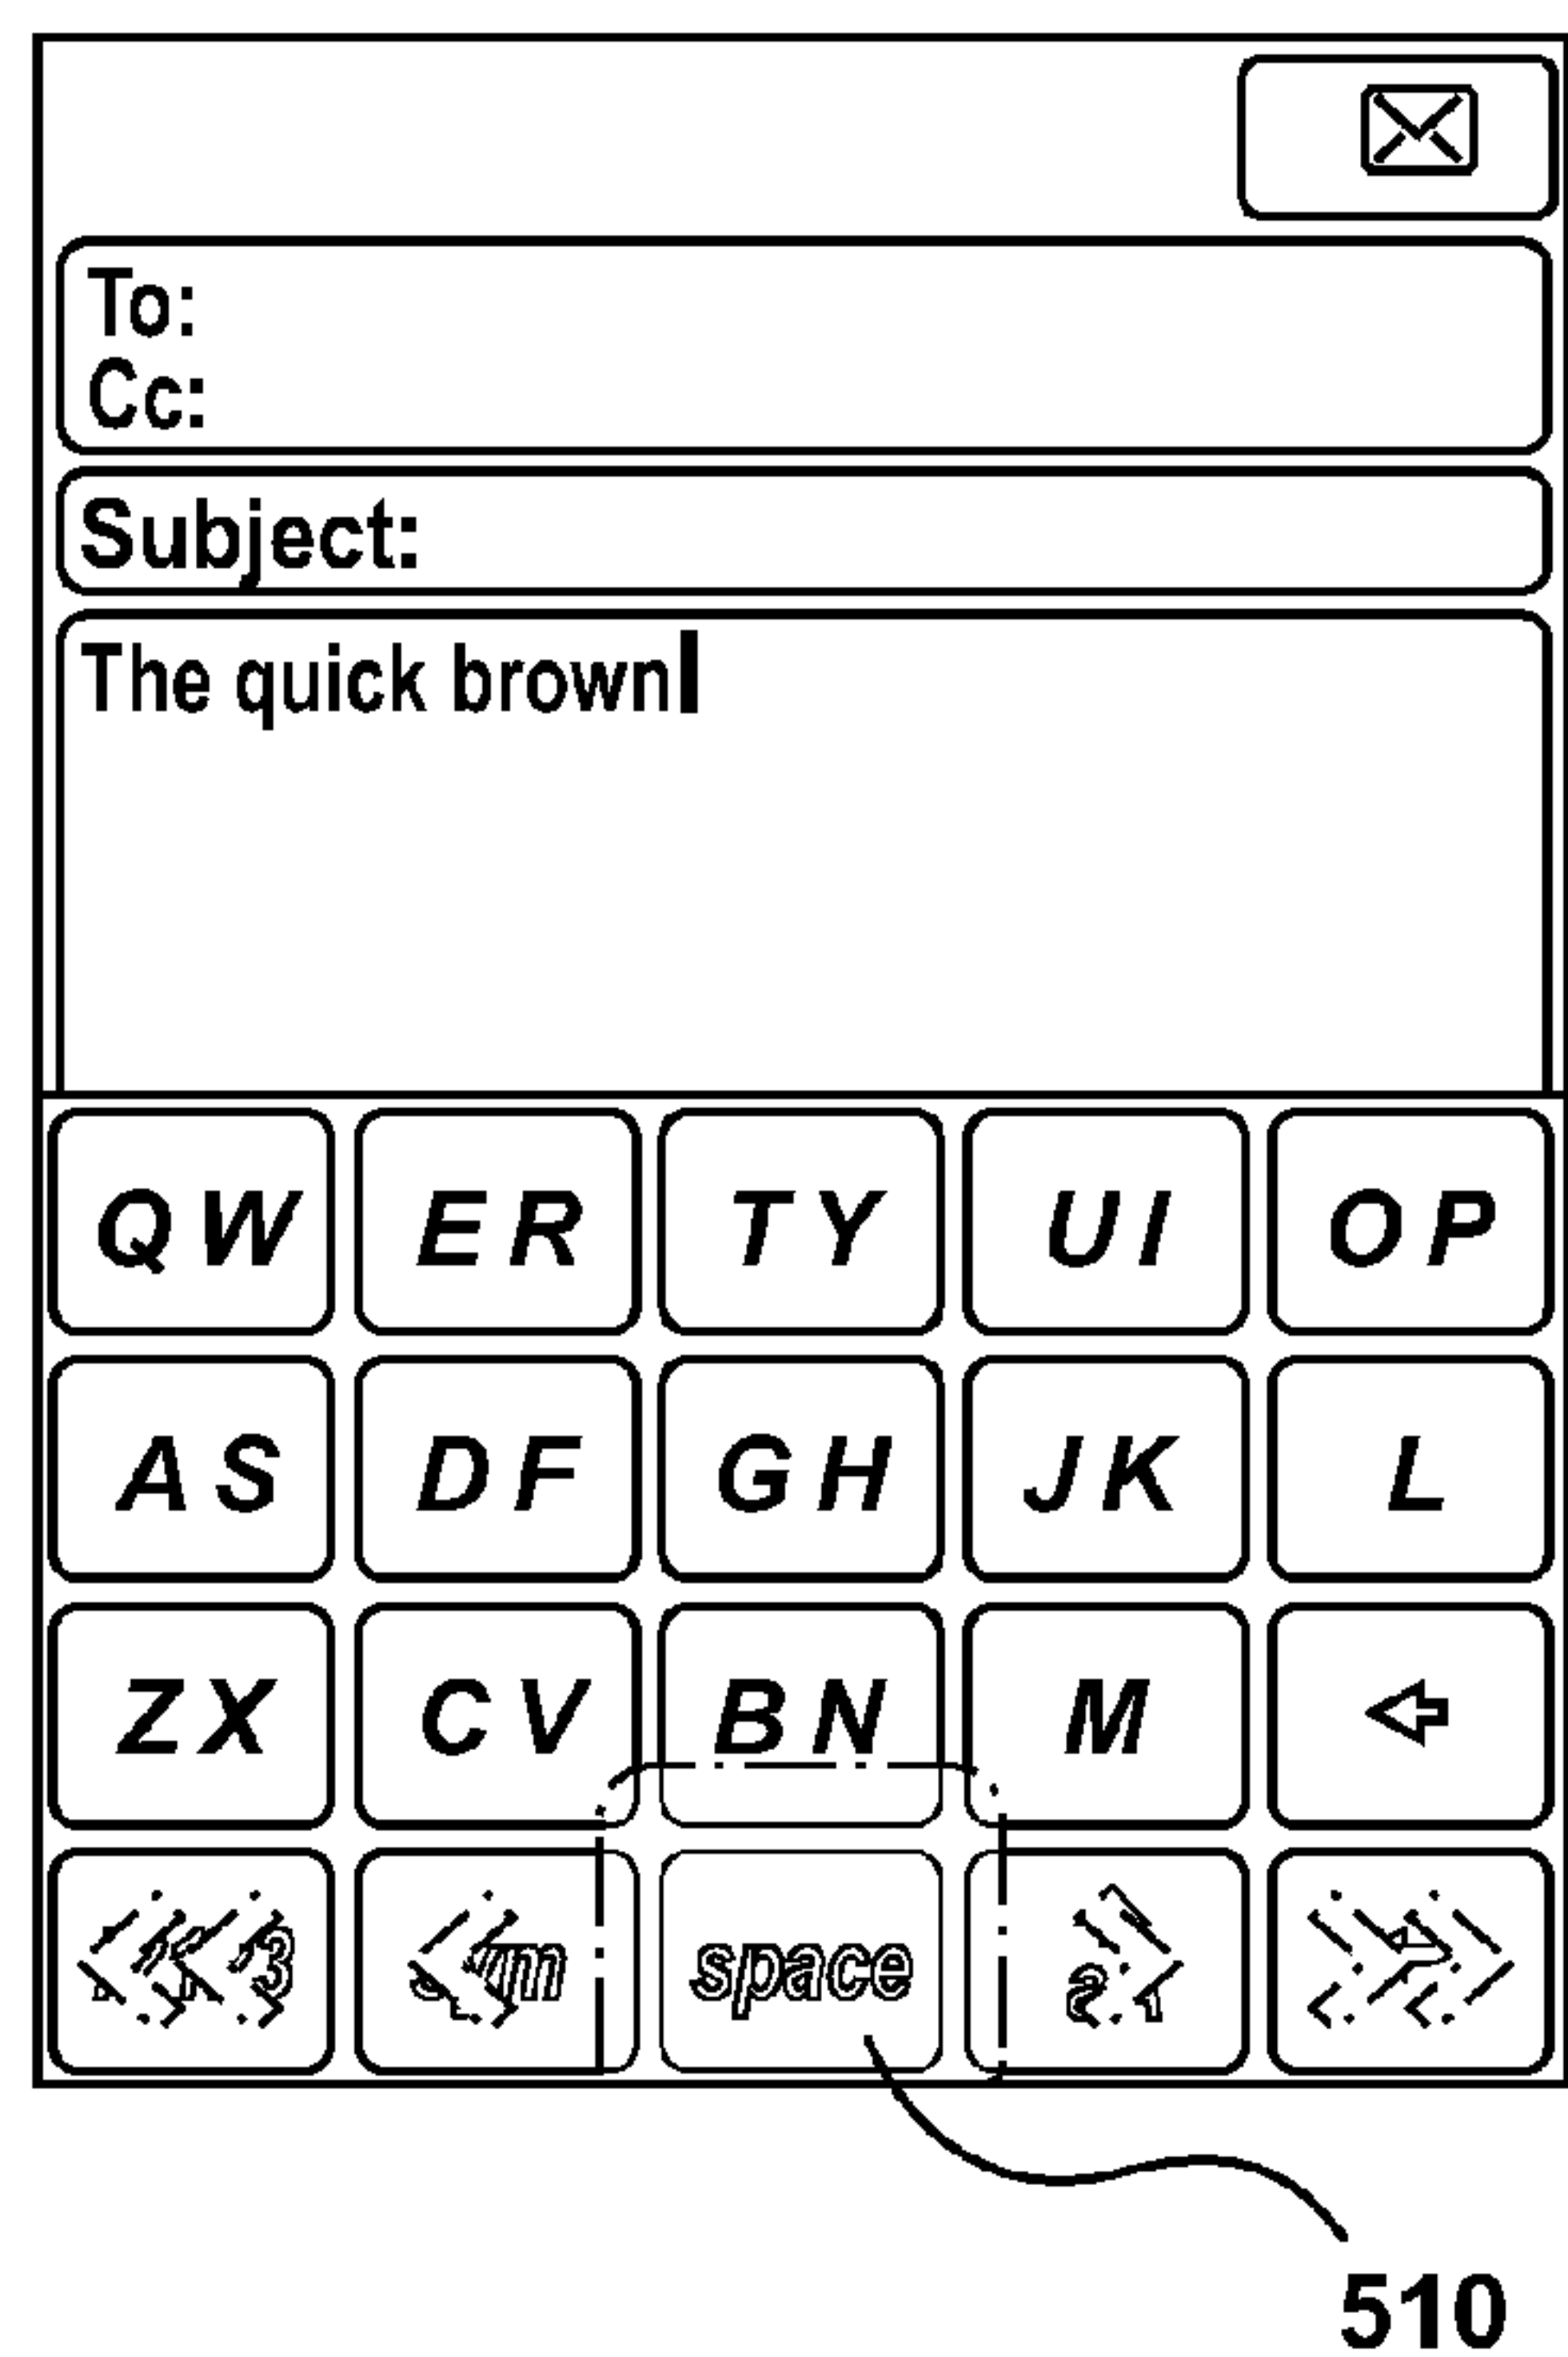 To:
Cc:
Subject:
The quick brown
QW ER TY UI OP
AS DF GH JK L
ZX CV BN M
space
510